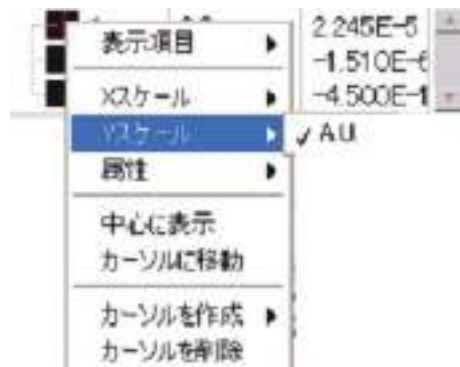 2.245E-5
表示項目
-1.510E-6
Xスケール
-4.500E-1
Yスケール
✓ A.U.
属性
中心に表示
カーソルに移動
カーソルを作成
カーソルを削除